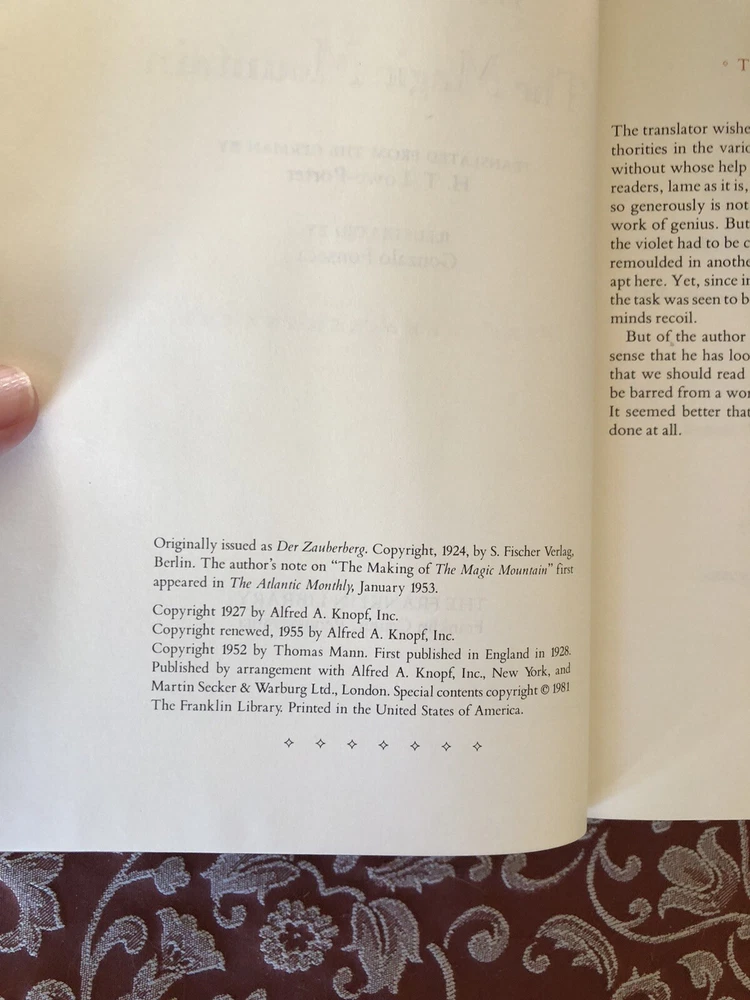 Originally issued as Der Zauberberg. Copyright, 1924, by S. Fischer Verlag,
Berlin. The author's note on "The Making of The Magic Mountain" first
appeared in The Atlantic Monthly, January 1953.
Copyright 1927 by Alfred A. Knopf, Inc.
Copyright renewed, 1955 by Alfred A. Knopf, Inc.
Copyright 1952 by Thomas Mann. First published in England in 1928.
Published by arrangement with Alfred A. Knopf, Inc., New York, and
Martin Secker & Warburg Ltd., London. Special contents copyright © 1981
The Franklin Library. Printed in the United States of America.
T
The translator wishe
thorities in the vario
without whose help
readers, lame as it is,
so generously is not
work of genius. But
the violet had to be c
remoulded in anothe
apt here. Yet, since in
the task was seen to b
minds recoil.
But of the author
sense that he has loo
that we should read
be barred from a wor
It seemed better that
done at all.